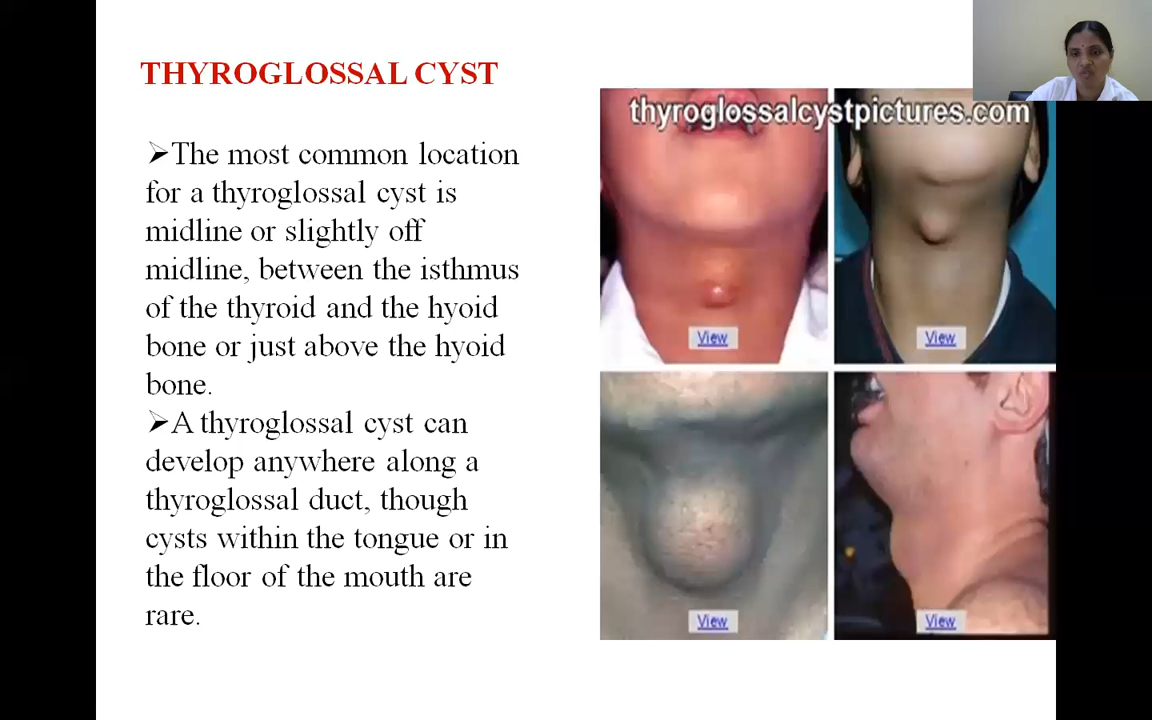 THYROGLOSSAL CYST
➢The most common location
for a thyroglossal cyst is
midline or slightly off
midline, between the isthmus
of the thyroid and the hyoid
bone or just above the hyoid
bone.
➢A thyroglossal cyst can
develop anywhere along a
thyroglossal duct, though
cysts within the tongue or in
the floor of the mouth are
rare.
thyroglossalcystpictures.com
View
View
View
View